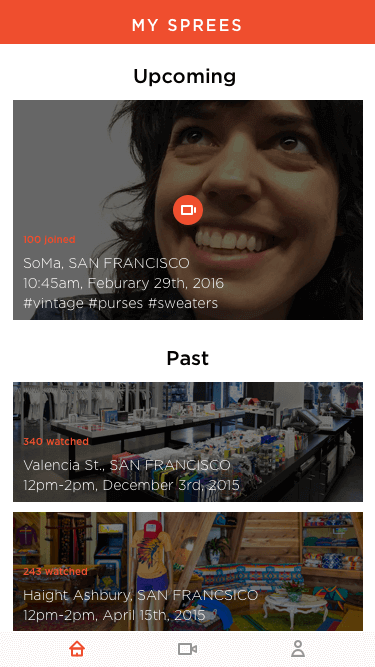 MY SPREES
Upcoming
100 joined
SoMa, SAN FRANCISCO
10:45am, Feburary 29th, 2016
#vintage #purses #sweaters
Past
340 watched
Valencia St., SAN FRANCISCO
12pm-2pm, December 3rd, 2015
243 watched
Haight Ashbury, SAN FRANCISCO
12pm-2pm, April 15th, 2015